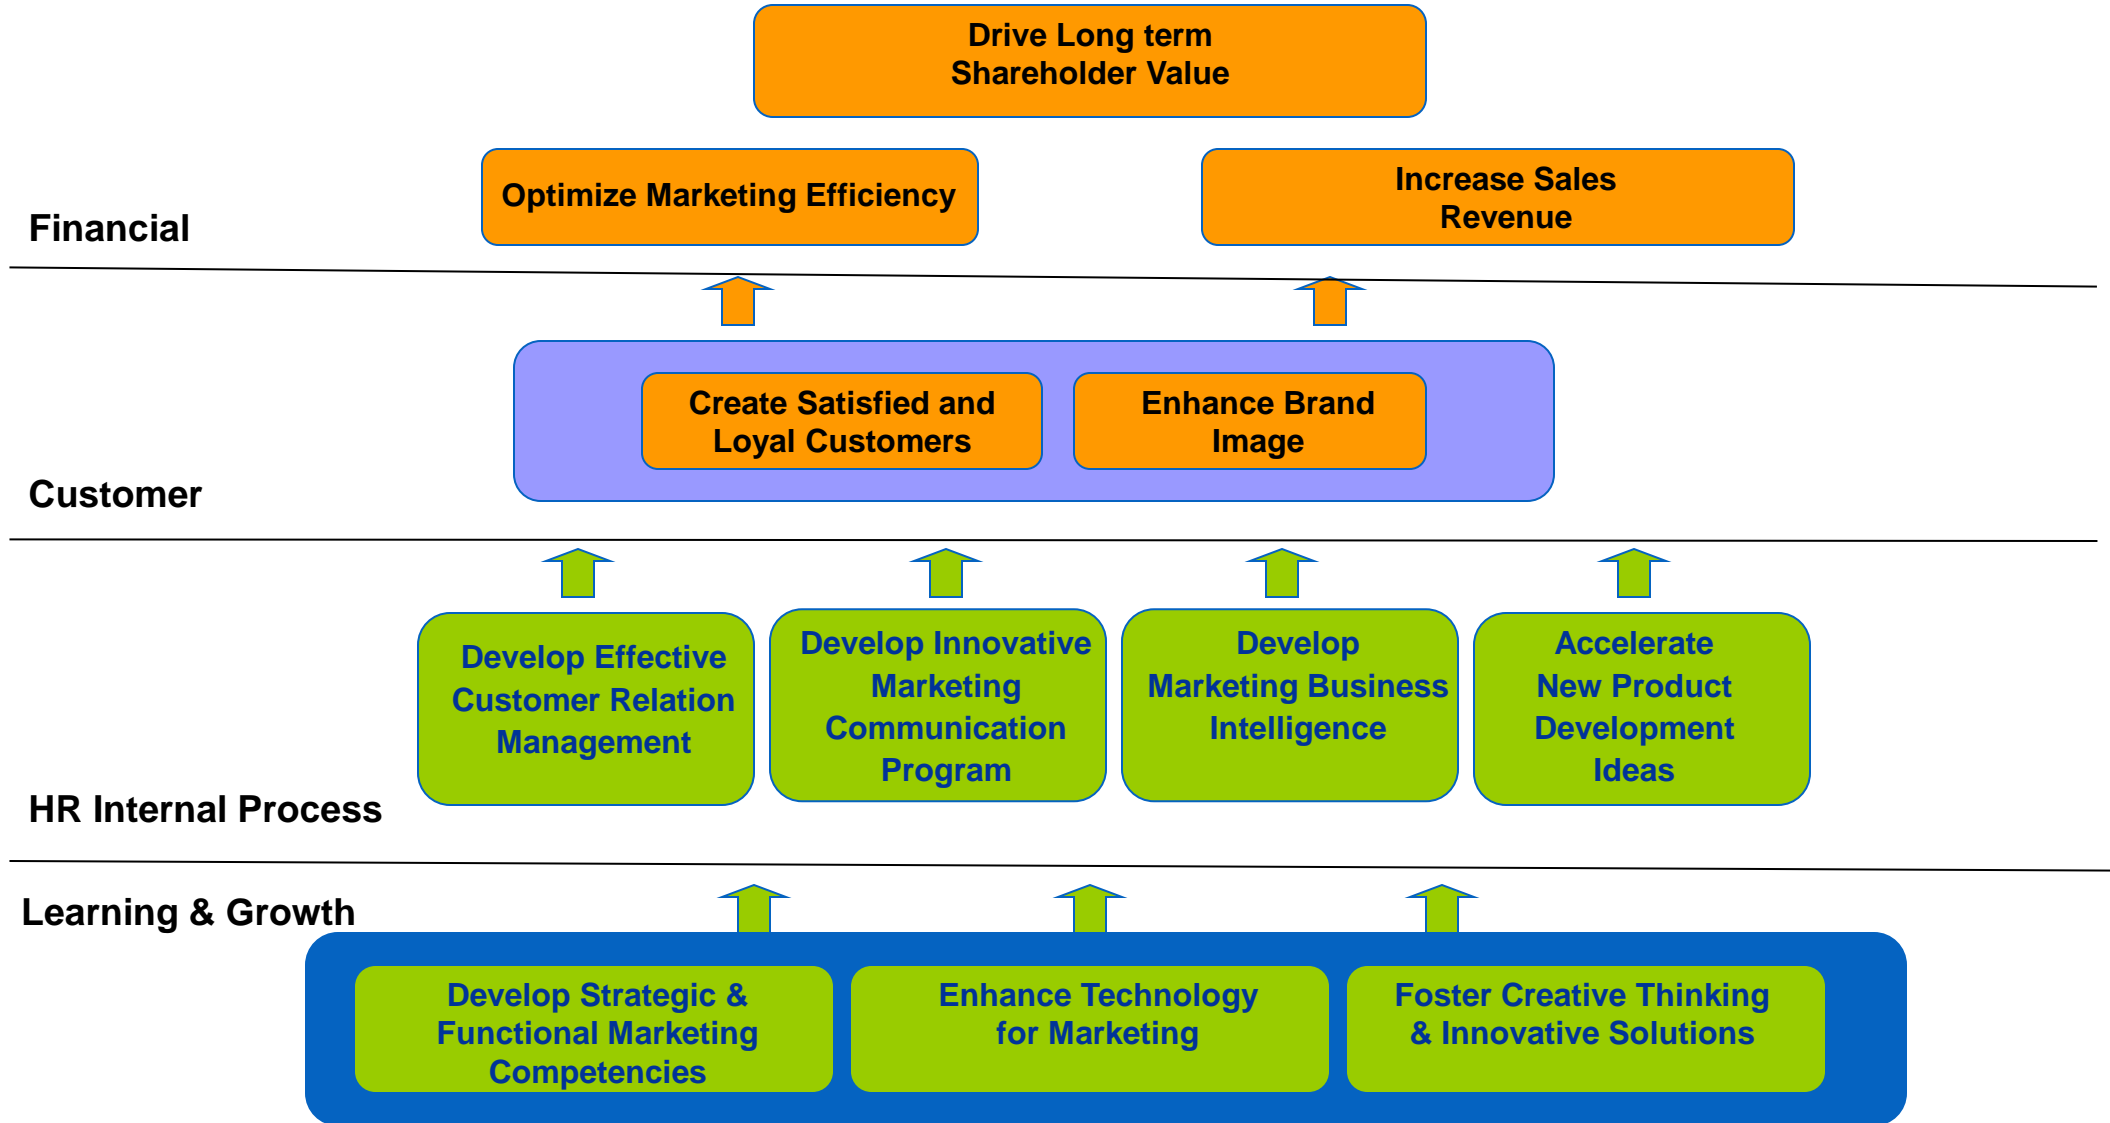 Drive Long term
Shareholder Value
Optimize Marketing Efficiency
Increase Sales
Revenue
Financial
Create Satisfied and
Loyal Customers
Enhance Brand
Image
Customer
Develop Effective
Customer Relation
Management
Develop Innovative
Marketing
Communication
Program
Develop
Marketing Business
Intelligence
Accelerate
New Product
Development
Ideas
HR Internal Process
Learning & Growth
Develop Strategic &
Functional Marketing
Competencies
Enhance Technology
for Marketing
Foster Creative Thinking
& Innovative Solutions